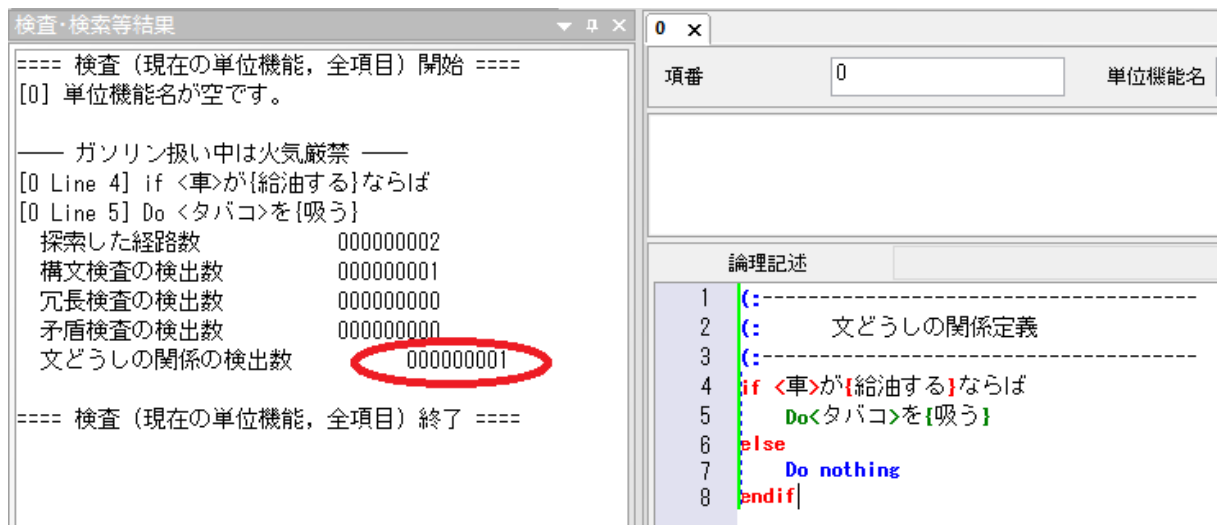 検査・検索等結果
==== 検査（現在の単位機能，全項目）開始 ====
[0] 単位機能名が空です。
―― ガソリン扱い中は火気厳禁 ――
[0 Line 4] if <車>が{給油する}ならば
[0 Line 5] Do <タバコ>を{吸う}
探索した経路数 000000002
構文検査の検出数 000000001
冗長検査の検出数 000000000
矛盾検査の検出数 000000000
文どうしの関係の検出数 000000001
==== 検査（現在の単位機能，全項目）終了 ====
0 ×
項番 0 単位機能名
論理記述
1 (:--------------------------------------
2 (: 文どうしの関係定義
3 (:--------------------------------------
4 if <車>が{給油する}ならば
5 Do<タバコ>を{吸う}
6 else
7 Do nothing
8 endif